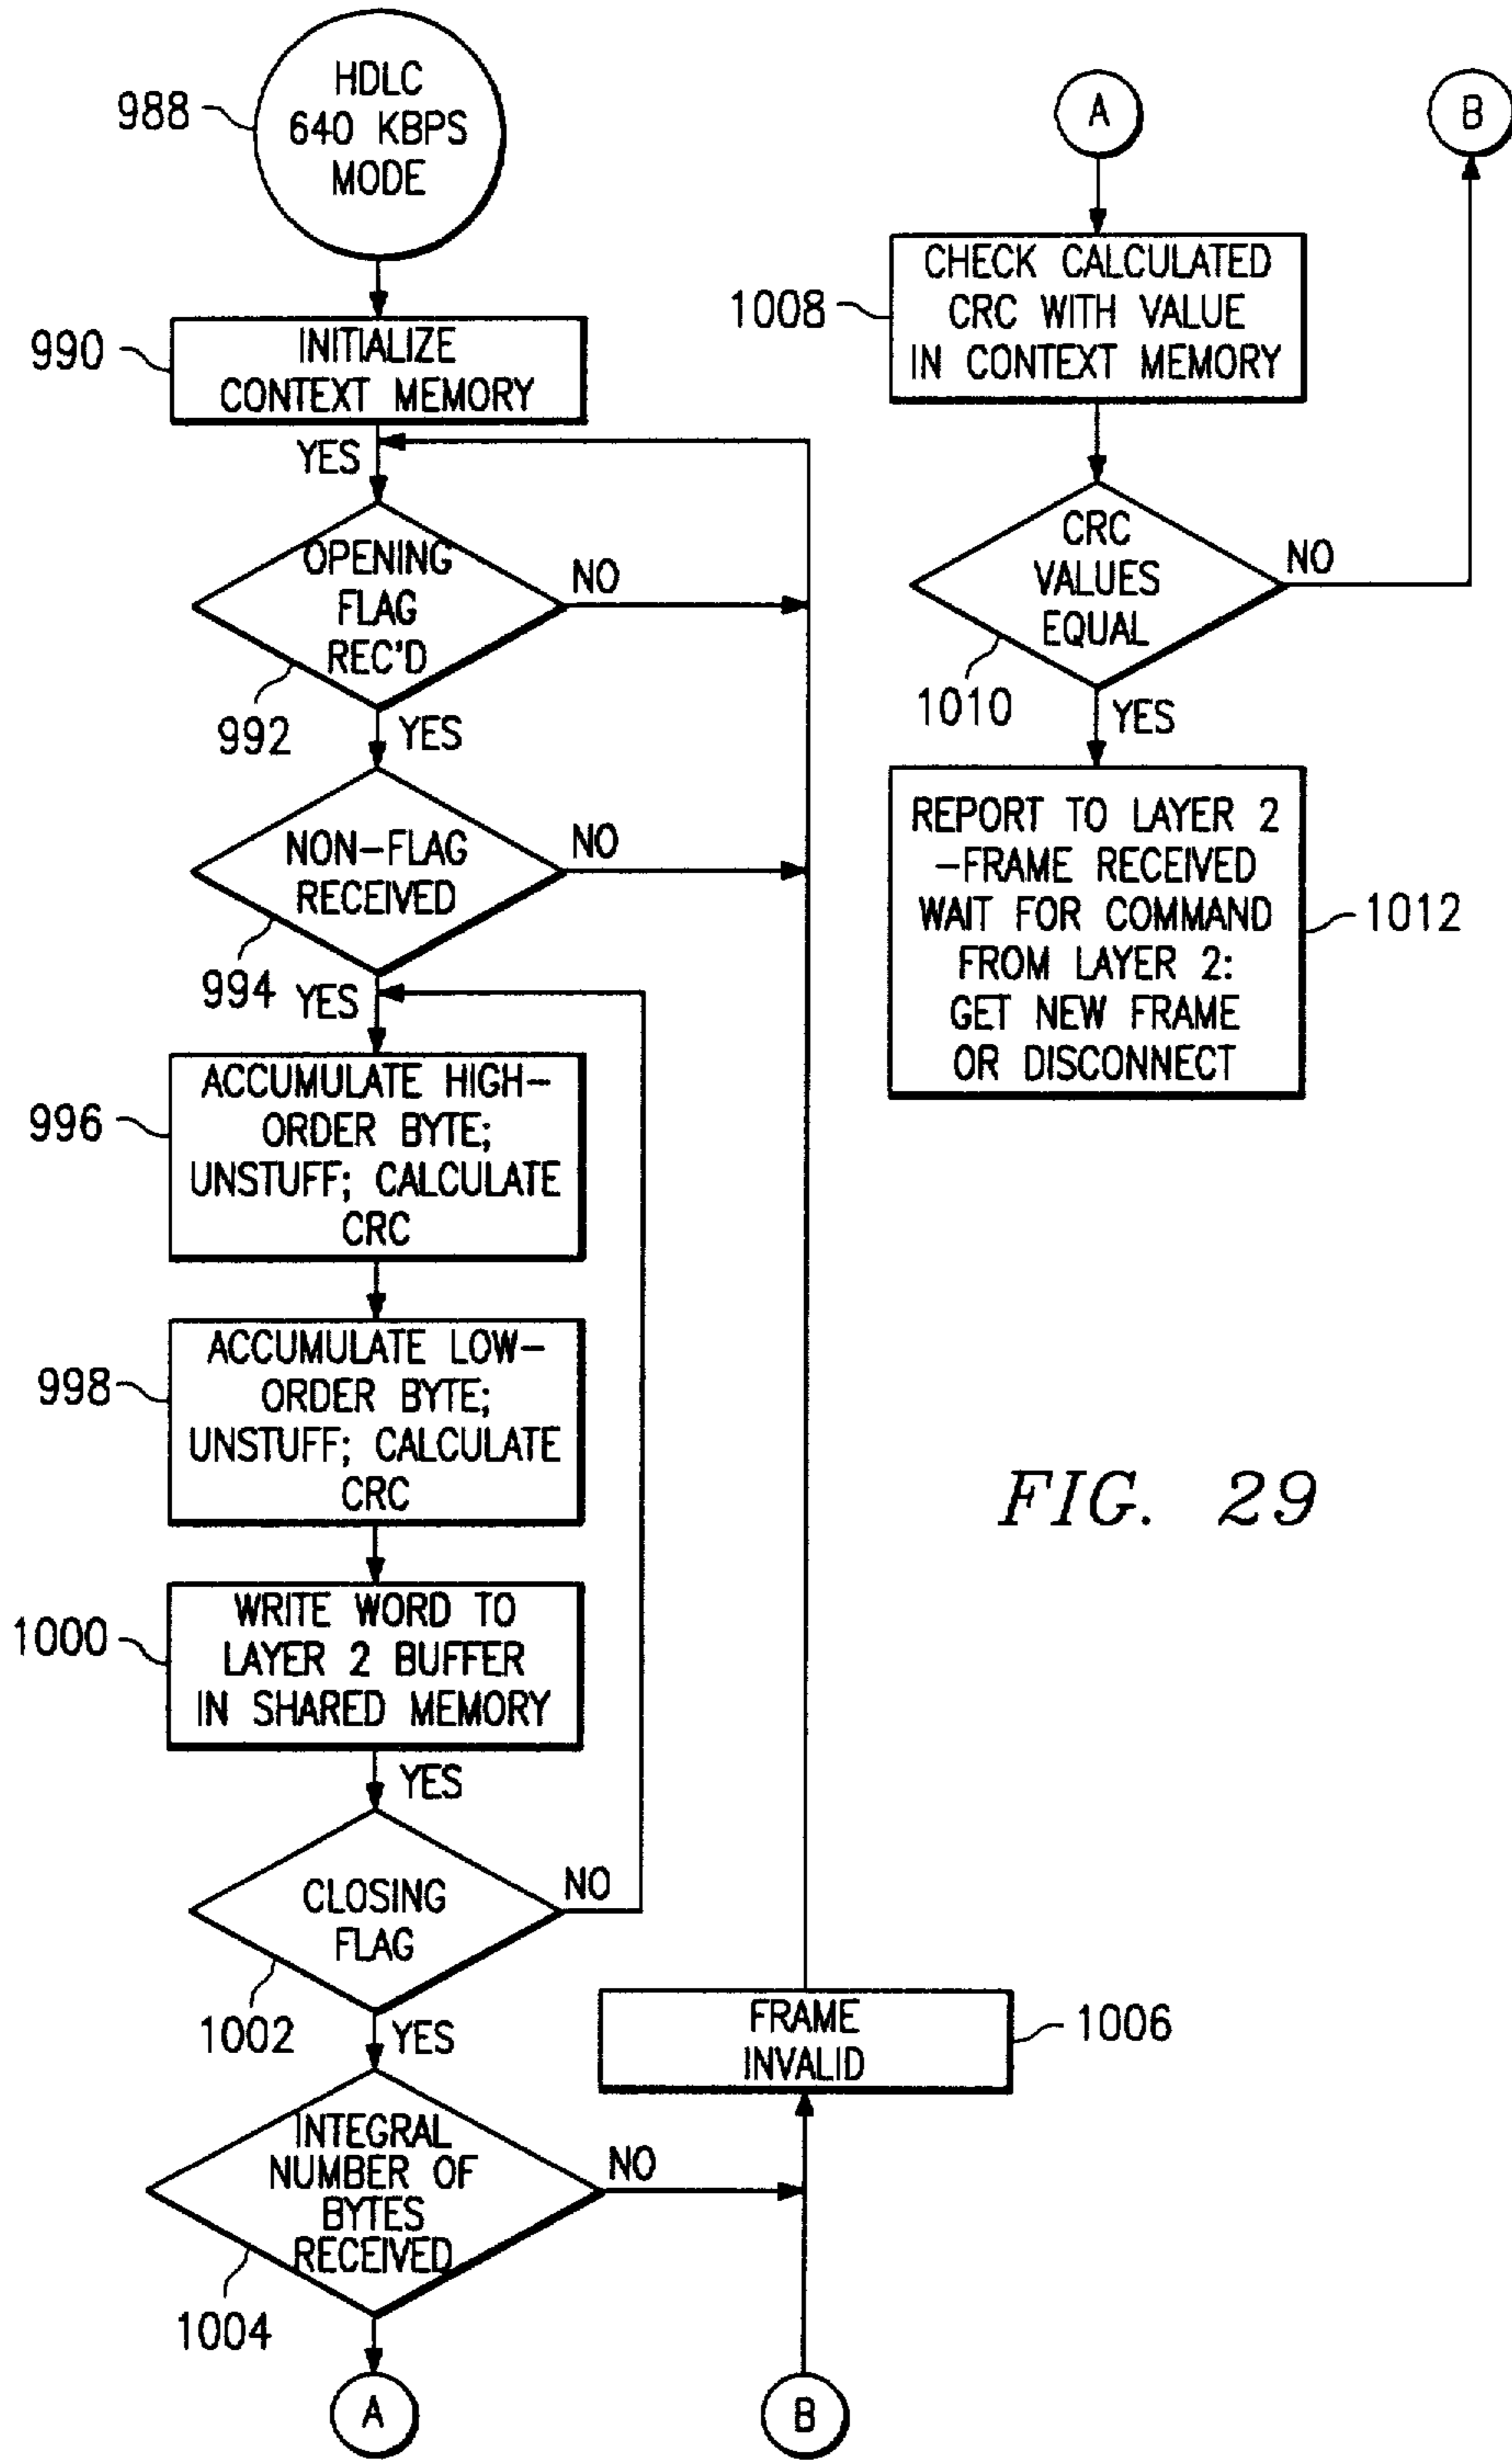 988
HDLC
640 KBPS
MODE
990
INITIALIZE
CONTEXT MEMORY
YES
OPENING
FLAG
REC'D
NO
992
YES
NON-FLAG
RECEIVED
NO
994
YES
996
ACCUMULATE HIGH-
ORDER BYTE;
UNSTUFF; CALCULATE
CRC
998
ACCUMULATE LOW-
ORDER BYTE;
UNSTUFF; CALCULATE
CRC
1000
WRITE WORD TO
LAYER 2 BUFFER
IN SHARED MEMORY
YES
CLOSING
FLAG
NO
1002
YES
FRAME
INVALID
1006
INTEGRAL
NUMBER OF
BYTES
RECEIVED
NO
1004
A
B
A
B
1008
CHECK CALCULATED
CRC WITH VALUE
IN CONTEXT MEMORY
CRC
VALUES
EQUAL
NO
1010
YES
REPORT TO LAYER 2
-FRAME RECEIVED
WAIT FOR COMMAND
FROM LAYER 2:
GET NEW FRAME
OR DISCONNECT
1012
FIG. 29